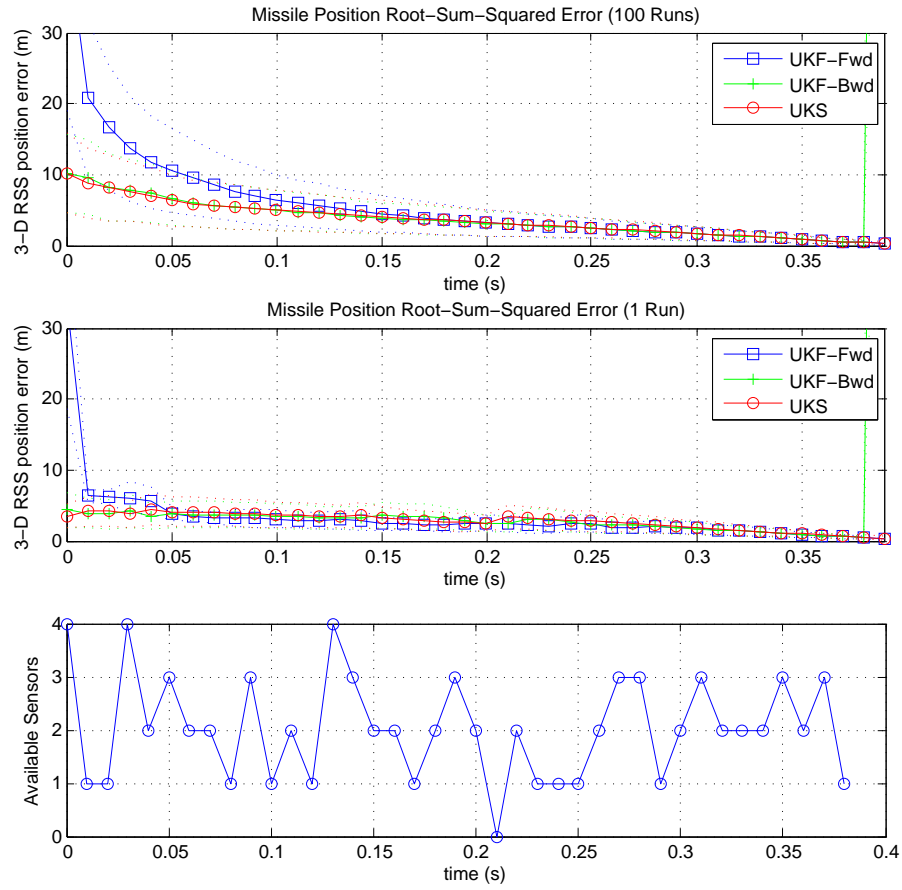 Missile Position Root−Sum−Squared Error (100 Runs)
3−D RSS position error (m)
30
20
10
0
UKF−Fwd
UKF−Bwd
UKS
0 0.05 0.1 0.15 0.2 0.25 0.3 0.35
time (s)
Missile Position Root−Sum−Squared Error (1 Run)
3−D RSS position error (m)
30
20
10
0
UKF−Fwd
UKF−Bwd
UKS
0 0.05 0.1 0.15 0.2 0.25 0.3 0.35
time (s)
Available Sensors
4
3
2
1
0
0 0.05 0.1 0.15 0.2 0.25 0.3 0.35 0.4
time (s)